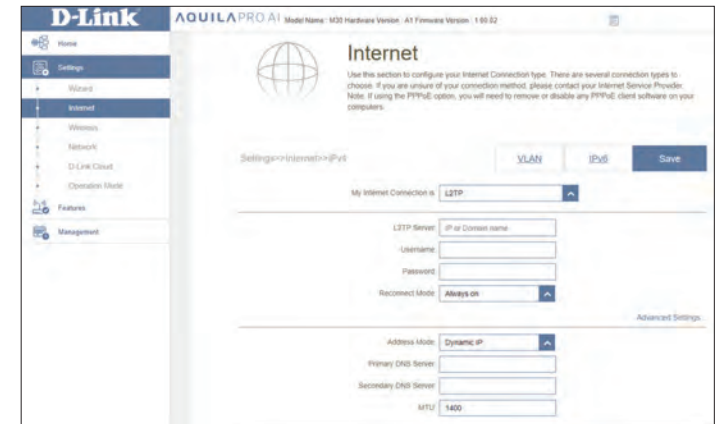 D-Link
AQUILA PRO AI Model Name : M30 Hardware Version : A1 Firmware Version : 1.00.02
Home
Settings
Wizard
Internet
Wireless
Network
D-Link Cloud
Operation Mode
Features
Management
Internet
Use this section to configure your Internet Connection type. There are several connection types to
choose. If you are unsure of your connection method, please contact your Internet Service Provider.
Note: If using the PPPoE option, you will need to remove or disable any PPPoE client software on your
computers.
Settings>>Internet>>IPv4
VLAN
IPv6
Save
My Internet Connection is L2TP
L2TP Server IP or Domain name
Username
Password
Reconnect Mode Always on
Advanced Settings...
Address Mode Dynamic IP
Primary DNS Server
Secondary DNS Server
MTU 1400